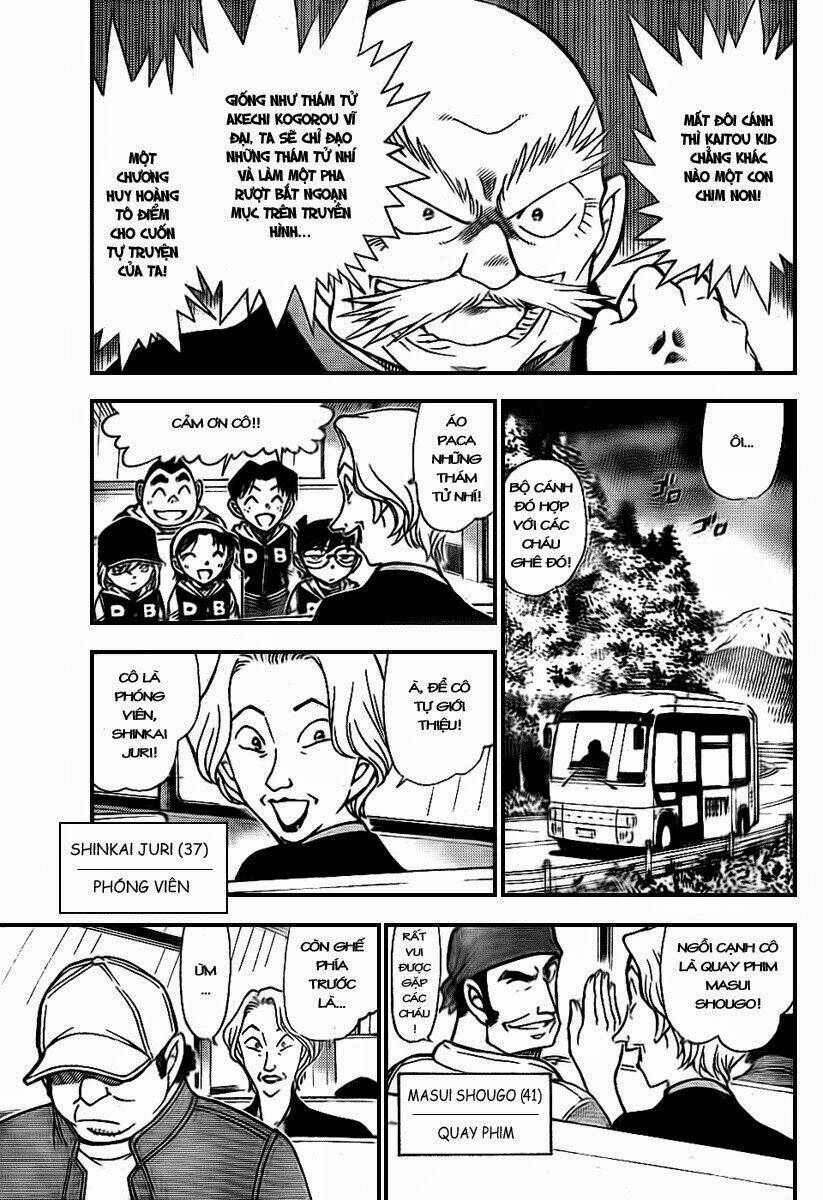 MẤT ĐÔI CÁNH
THÌ KAITOU KID
CHẲNG KHÁC
NÀO MỘT CON
CHIM NON!
GIỐNG NHƯ THÁM TỬ
AKECHI KOGOROU VĨ
ĐẠI, TA SẼ CHỈ ĐẠO
NHỮNG THÁM TỬ NHÍ
VÀ LÀM MỘT PHA
RƯỢT BẮT NGOẠN
MỤC TRÊN TRUYỀN
HÌNH...
MỘT
CHƯƠNG
HUY HOÀNG
TÔ ĐIỂM
CHO CUỐN
TỰ TRUYỆN
CỦA TA!
ÔI...
BỘ CÁNH
ĐÓ HỢP
VỚI CÁC
CHÁU
GHÊ ĐÓ!
ゴロ
ゴロ
ÁO
PACA
NHỮNG
THÁM
TỬ NHÍ!
CẢM ƠN CÔ!!
D B
D B
D B
D B
À, ĐỂ CÔ
TỰ GIỚI
THIỆU!
CÔ LÀ
PHÓNG
VIÊN,
SHINKAI
JURI!
SHINKAI JURI (37)
PHÓNG VIÊN
NGỒI CẠNH CÔ
LÀ QUAY PHIM
MASUI
SHOUGO!
RẤT
VUI
ĐƯỢC
GẶP
CÁC
CHÁU
!
MASUI SHOUGO (41)
QUAY PHIM
CÒN GHẾ
PHÍA
TRƯỚC
LÀ...
ỪM
...